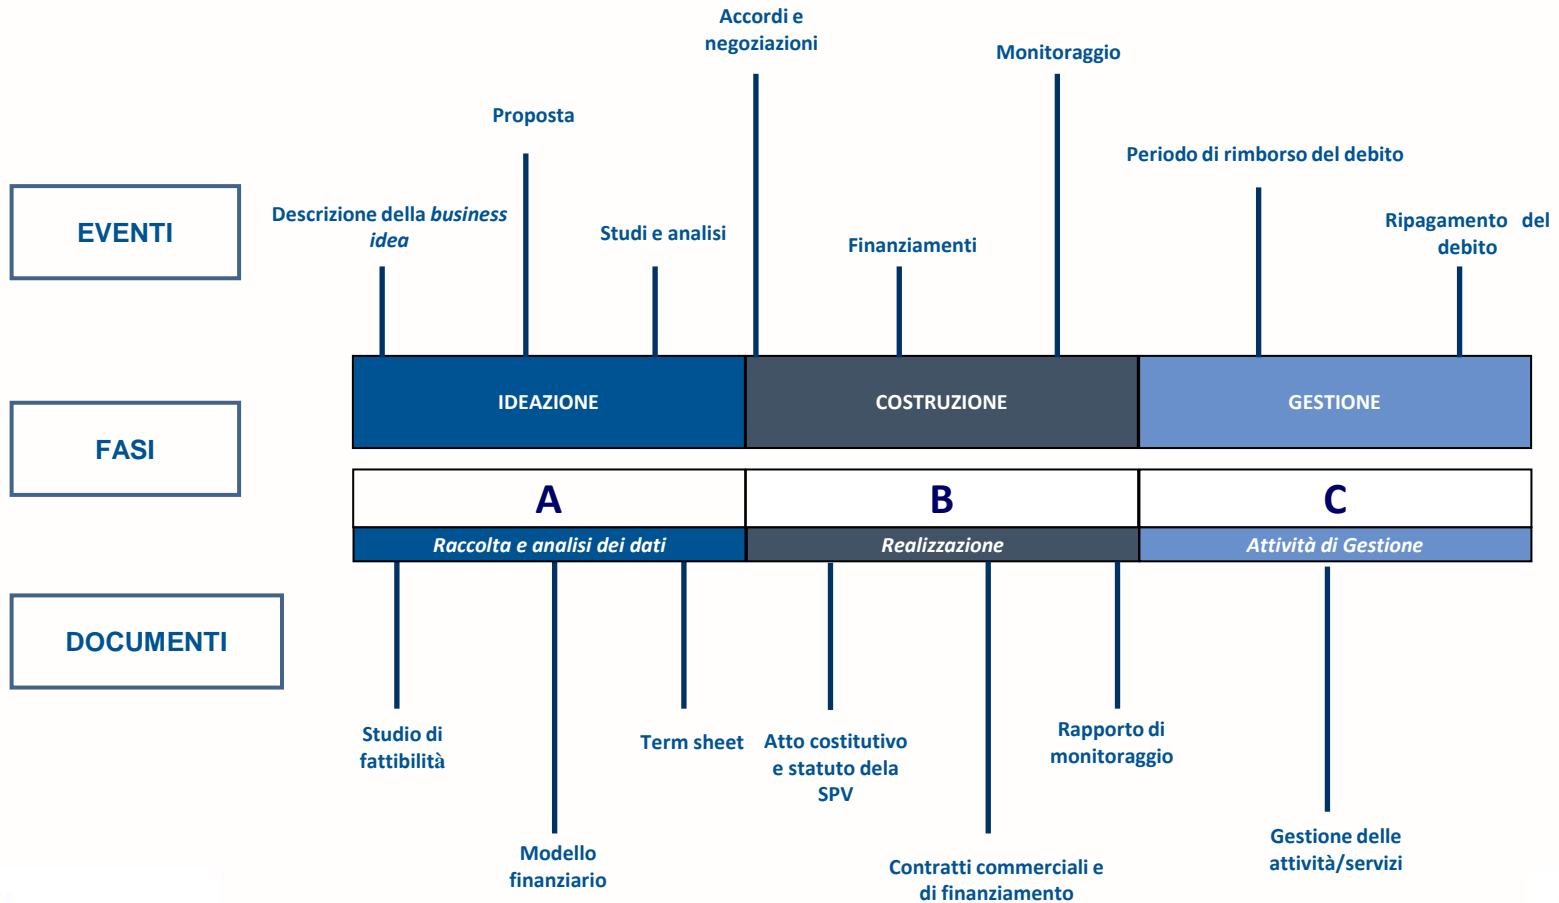 Accordi e
negoziazioni
Monitoraggio
Proposta
Periodo di rimborso del debito
EVENTI
Descrizione della business
idea
Studi e analisi
Finanziamenti
Ripagamento del
debito
FASI
IDEAZIONE
COSTRUZIONE
GESTIONE
A
B
C
Raccolta e analisi dei dati
Realizzazione
Attività di Gestione
DOCUMENTI
Studio di
fattibilità
Term sheet
Atto costitutivo
e statuto dela
SPV
Rapporto di
monitoraggio
Modello
finanziario
Contratti commerciali e
di finanziamento
Gestione delle
attività/servizi